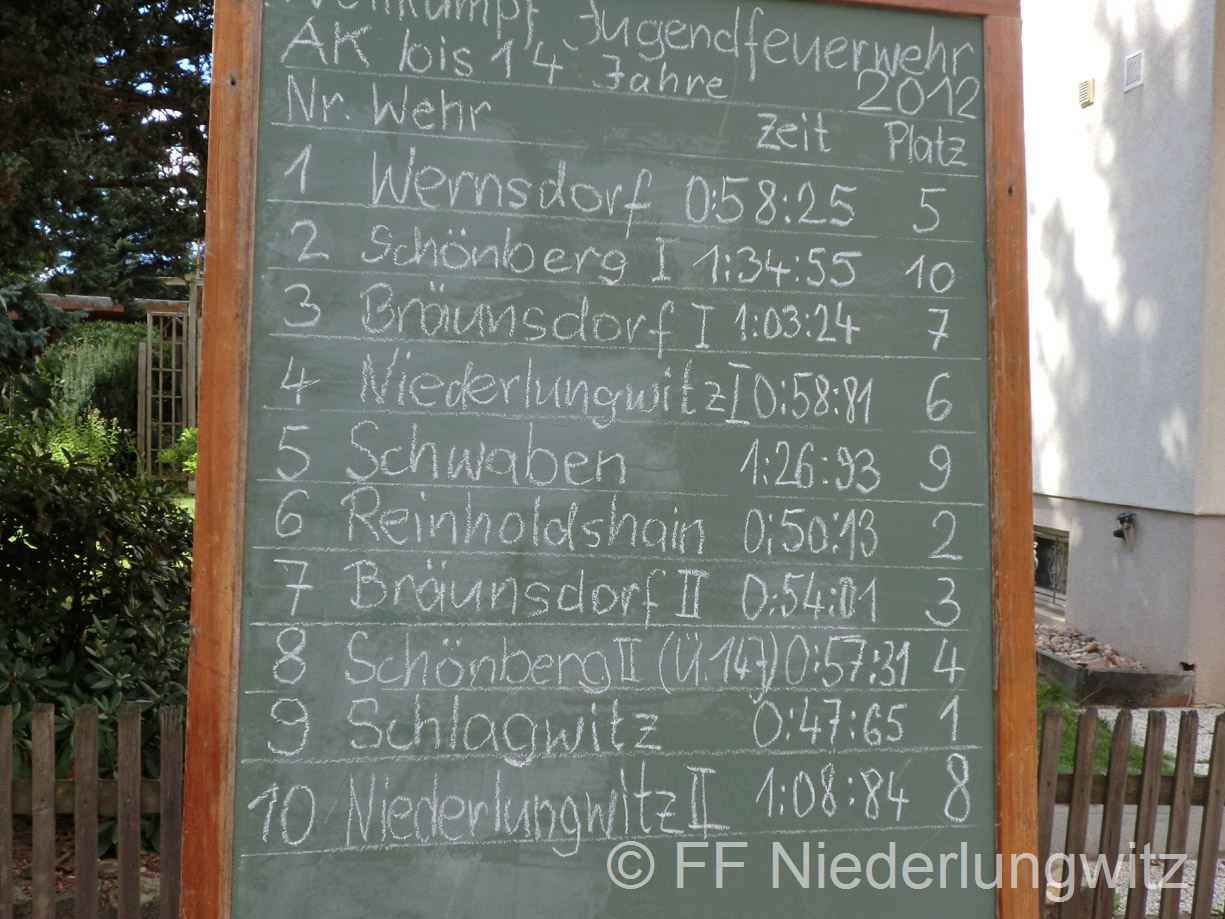 Wettkampf Jugendfeuerwehr
AK bis 14 Jahre 2012
Nr. Wehr Zeit Platz
1 Wernsdorf 0:58:25 5
2 Schönberg I 1:34:55 10
3 Bräunsdorf I 1:03:24 7
4 Niederlungwitz I 0:58:81 6
5 Schwaben 1:26:93 9
6 Reinholdshain 0:50:13 2
7 Bräunsdorf II 0:54:01 3
8 Schönberg II (Ü.147) 0:57:31 4
9 Schlagwitz 0:47:65 1
10 Niederlungwitz II 1:08:84 8
© FF Niederlungwitz